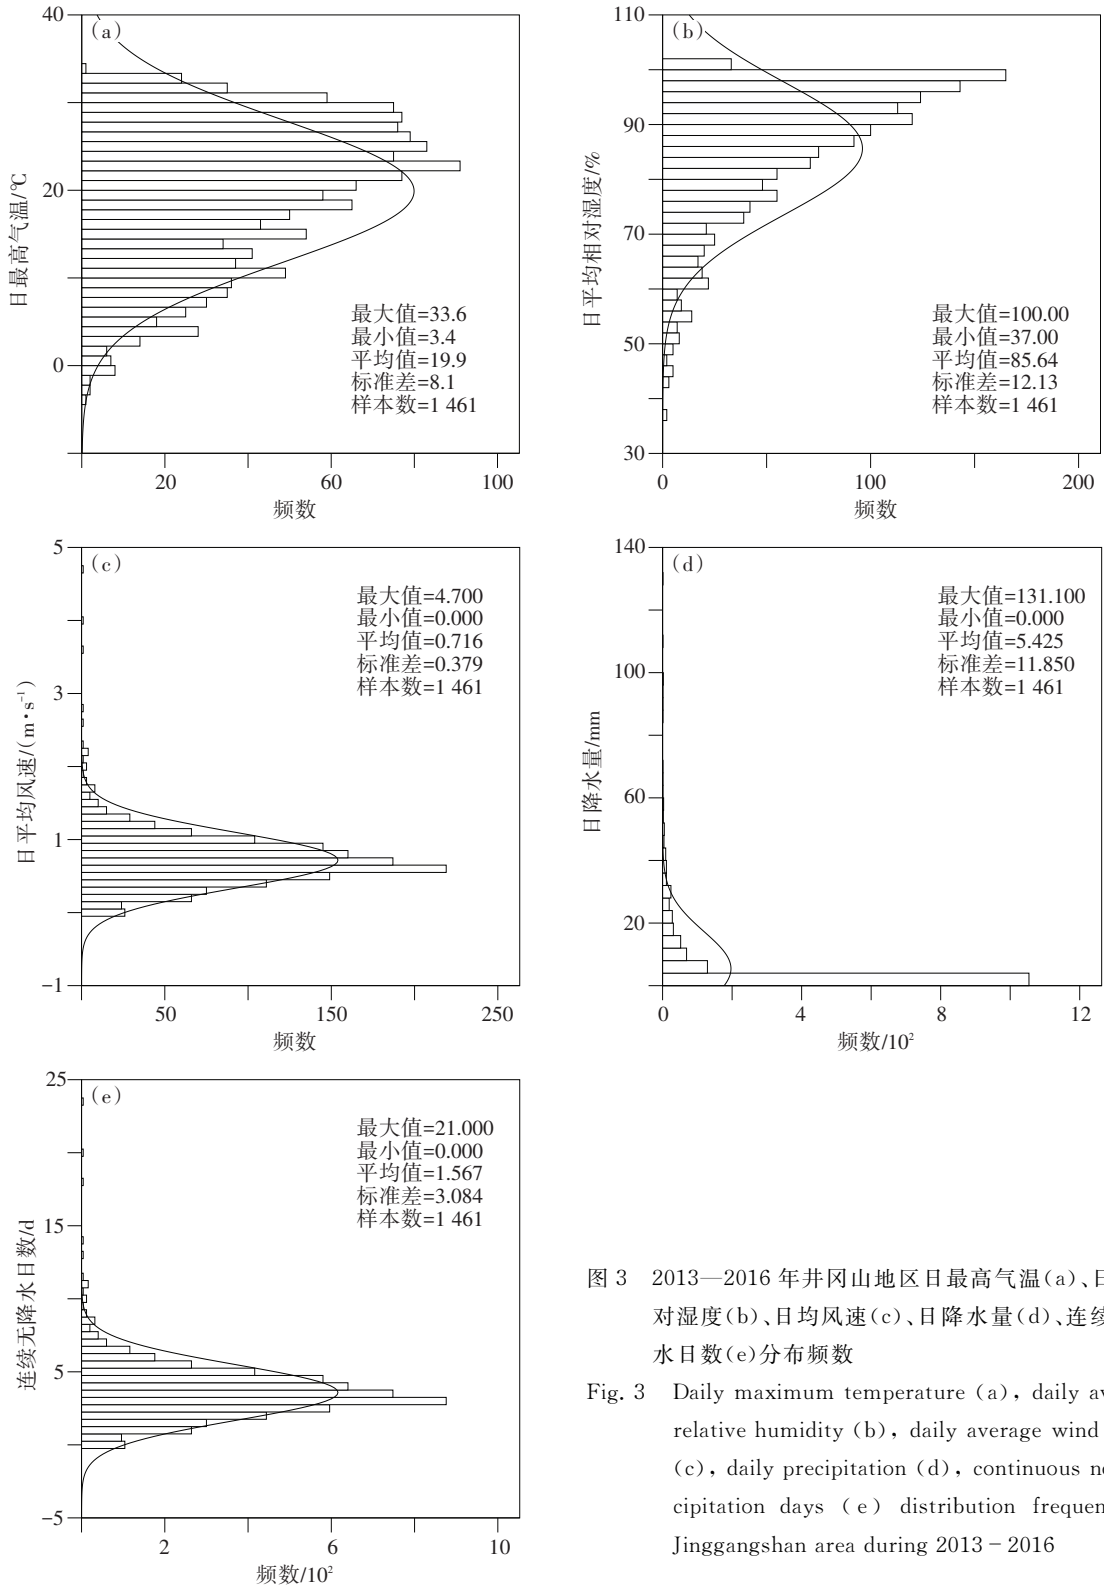 (a)
40
20
0
日最高气温/℃
最大值=33.6
最小值=3.4
平均值=19.9
标准差=8.1
样本数=1 461
20
60
100
频数
(b)
110
90
70
50
30
日平均相对湿度/%
最大值=100.00
最小值=37.00
平均值=85.64
标准差=12.13
样本数=1 461
0
100
200
频数
(c)
5
3
1
−1
日平均风速/(m·s⁻¹)
最大值=4.700
最小值=0.000
平均值=0.716
标准差=0.379
样本数=1 461
50
150
250
频数
(d)
140
100
60
20
日降水量/mm
最大值=131.100
最小值=0.000
平均值=5.425
标准差=11.850
样本数=1 461
0
4
8
12
频数/10²
(e)
25
15
5
−5
连续无降水日数/d
最大值=21.000
最小值=0.000
平均值=1.567
标准差=3.084
样本数=1 461
2
6
10
频数/10²
图 3 2013—2016 年井冈山地区日最高气温(a)、日
对湿度(b)、日均风速(c)、日降水量(d)、连续
水日数(e)分布频数
Fig. 3 Daily maximum temperature (a), daily av
relative humidity (b), daily average wind
(c), daily precipitation (d), continuous no
cipitation days (e) distribution frequen
Jinggangshan area during 2013－2016